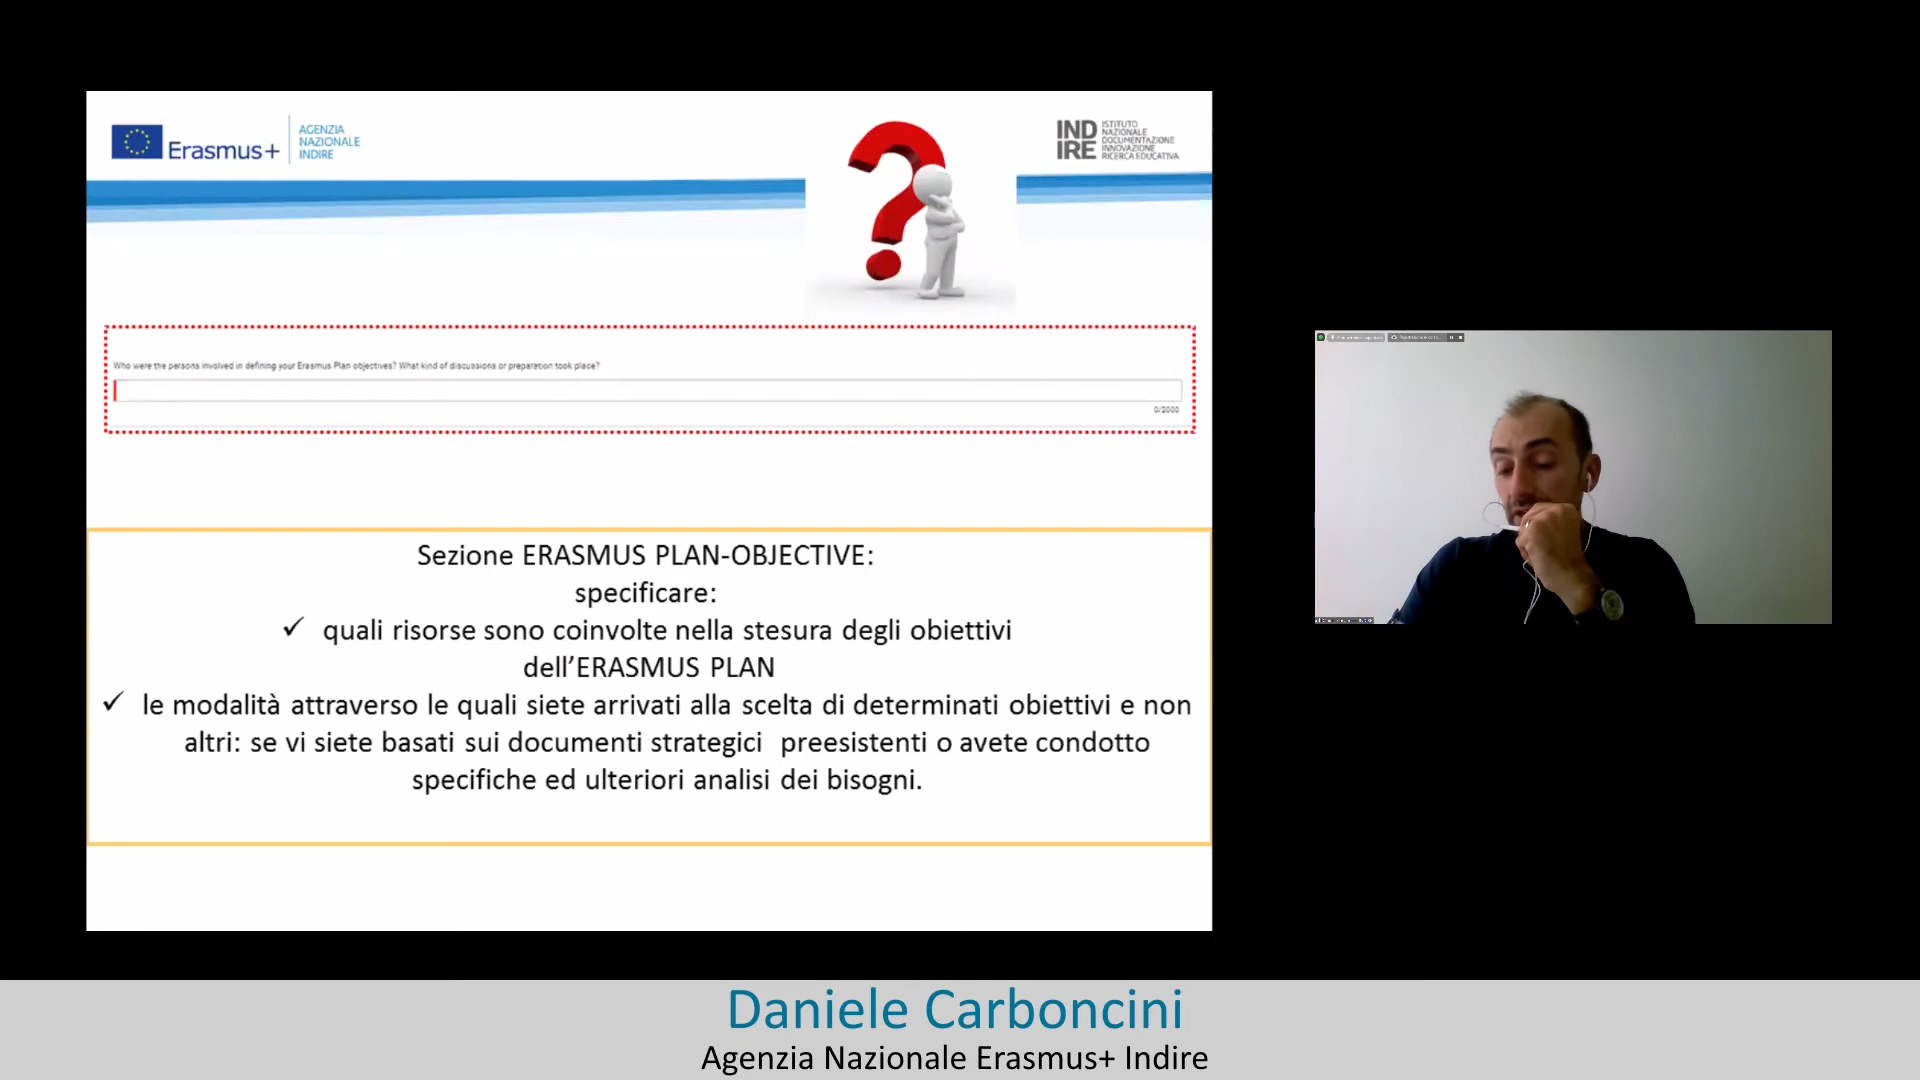 Erasmus+
AGENZIA
NAZIONALE
INDIRE
IND
IRE
ISTITUTO
NAZIONALE
DOCUMENTAZIONE
INNOVAZIONE
RICERCA EDUCATIVA
Who were the persons involved in defining your Erasmus Plan objectives? What kind of discussions or preparation took place?
0/2000
Sezione ERASMUS PLAN-OBJECTIVE:
specificare:
✓ quali risorse sono coinvolte nella stesura degli obiettivi
dell'ERASMUS PLAN
✓ le modalità attraverso le quali siete arrivati alla scelta di determinati obiettivi e non
altri: se vi siete basati sui documenti strategici preesistenti o avete condotto
specifiche ed ulteriori analisi dei bisogni.
Daniele Carboncini
Agenzia Nazionale Erasmus+ Indire